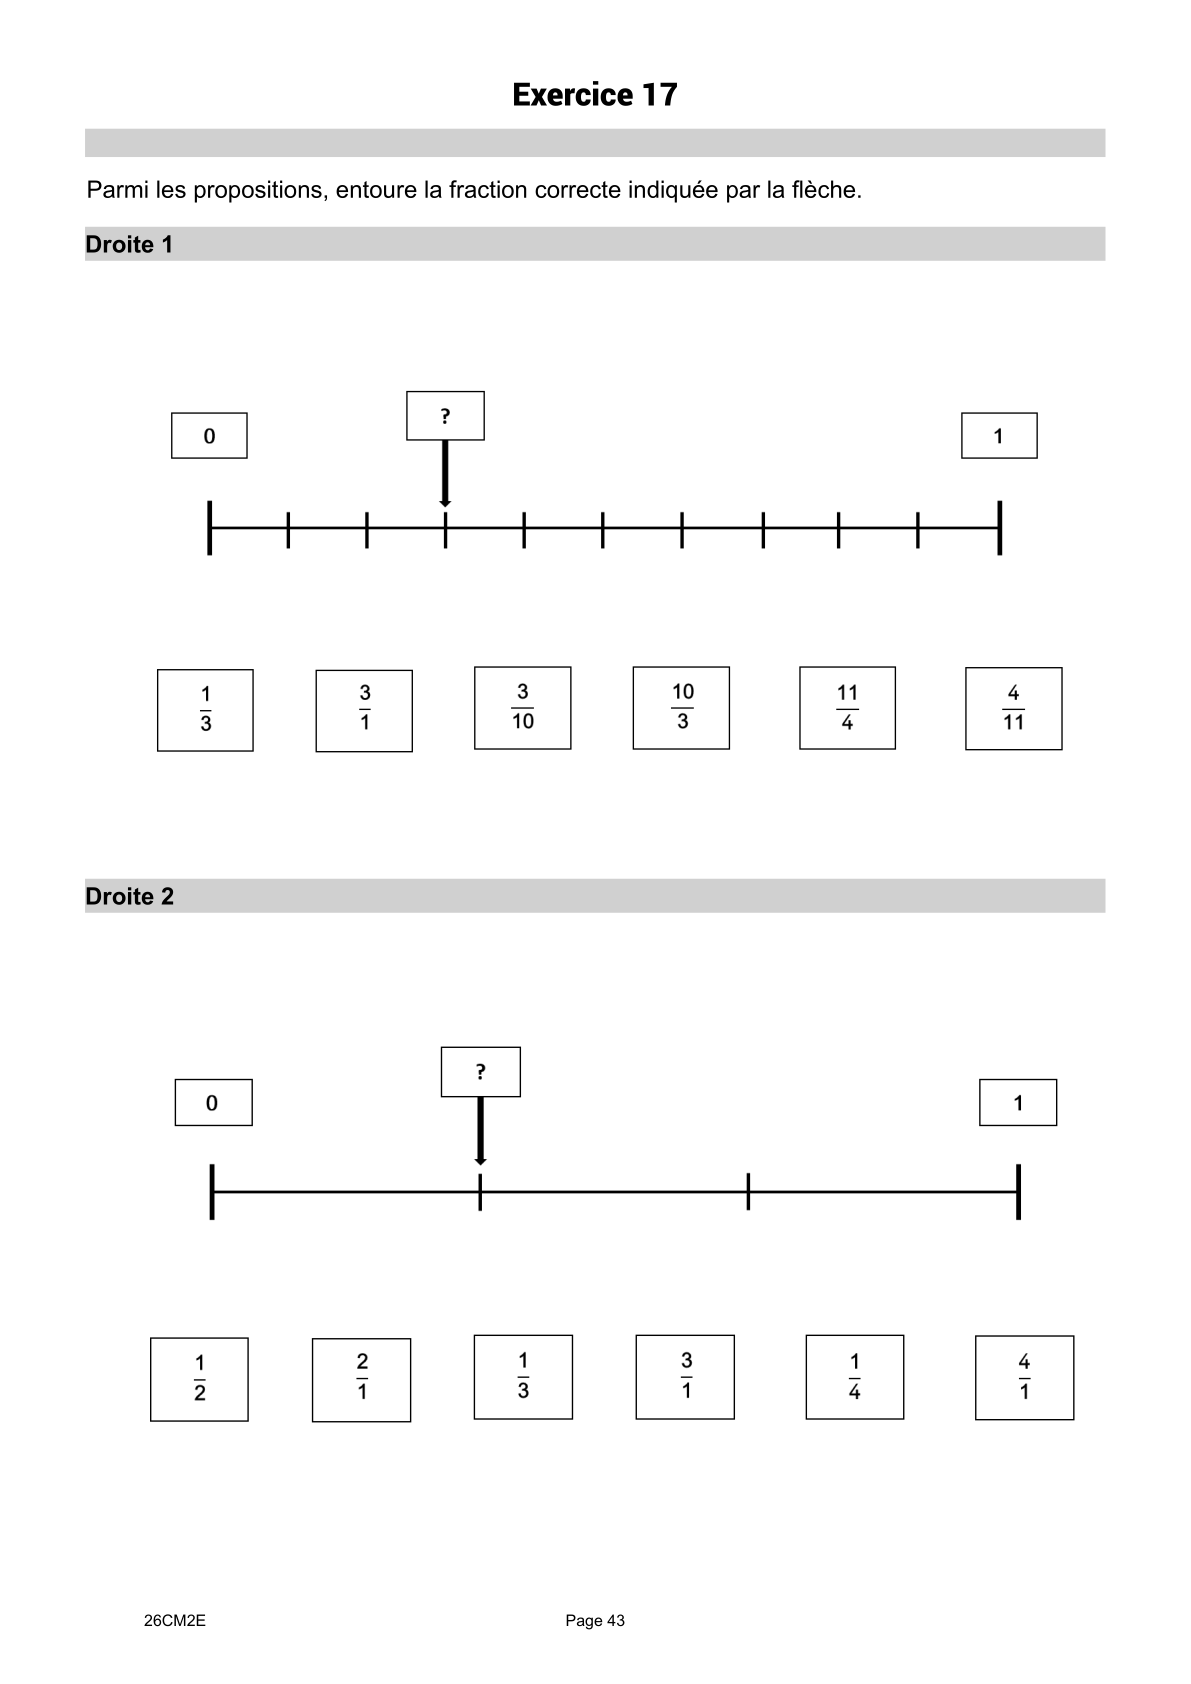 Exercice 17
Parmi les propositions, entoure la fraction correcte indiquée par la flèche.
Droite 1
?
0 1
1/3 3/1 3/10 10/3 11/4 4/11
Droite 2
?
0 1
1/2 2/1 1/3 3/1 1/4 4/1
26CM2E Page 43